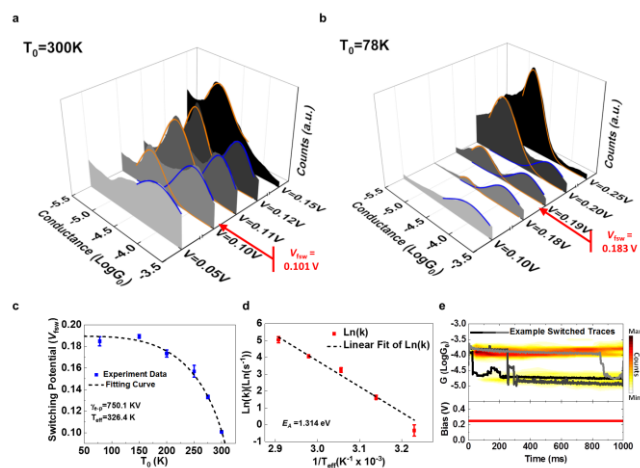 a
T₀=300K
Counts (a.u.)
-5.5
-5.0
-4.5
-4.0
-3.5
Conductance (LogG₀)
V=0.15V
V=0.12V
V=0.11V
V=0.10V
V=0.05V
Vfsw =
0.101 V
b
T₀=78K
Counts (a.u.)
-5.5
-5.0
-4.5
-4.0
-3.5
Conductance (LogG₀)
V=0.25V
V=0.20V
V=0.19V
V=0.18V
V=0.10V
Vfsw =
0.183 V
c
Switching Potential (Vfsw)
0.20
0.18
0.16
0.14
0.12
0.10
Experiment Data
Fitting Curve
Teff=326.4 K
50 100 150 200 250 300
T₀ (K)
d
Ln(k)(Ln(s⁻¹))
6
5
4
3
2
1
0
-1
Ln(k)
Linear Fit of Ln(k)
EA=1.314 eV
2.9 3.0 3.1 3.2
1/Teff(K⁻¹ x 10⁻³)
e
G (LogG₀)
-3.0
-3.5
-4.0
-4.5
-5.0
Example Switched Traces
Counts
Bias (V)
0.4
0.2
0.0
0 200 400 600 800 1000
Time (ms)